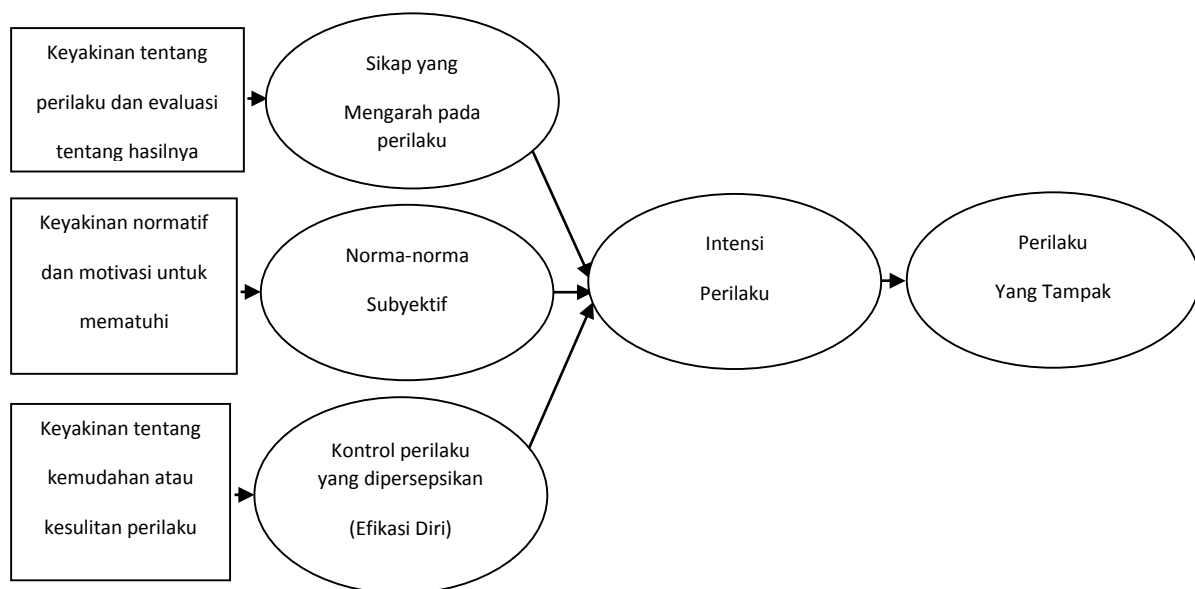 Keyakinan tentang
perilaku dan evaluasi
tentang hasilnya
Sikap yang
Mengarah pada
perilaku
Keyakinan normatif
dan motivasi untuk
mematuhi
Norma-norma
Subyektif
Intensi
Perilaku
Perilaku
Yang Tampak
Keyakinan tentang
kemudahan atau
kesulitan perilaku
Kontrol perilaku
yang dipersepsikan
(Efikasi Diri)